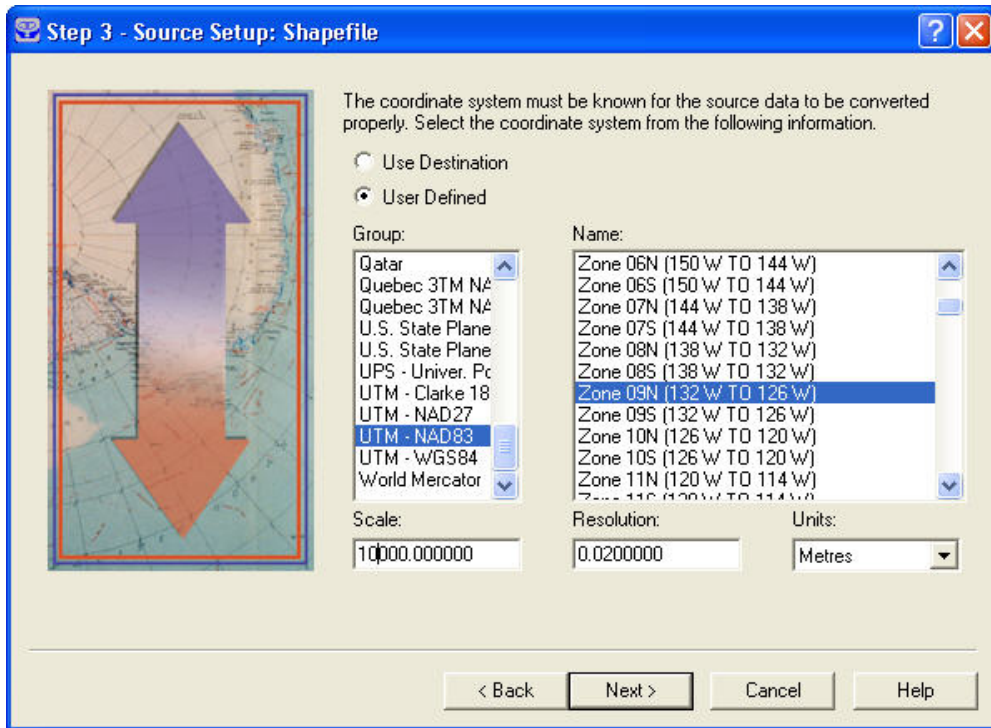 Step 3 - Source Setup: Shapefile
The coordinate system must be known for the source data to be converted
properly. Select the coordinate system from the following information.
Use Destination
User Defined
Group:
Qatar
Quebec 3TM NA
Quebec 3TM NA
U.S. State Plane
U.S. State Plane
UPS - Univer. Po
UTM - Clarke 18
UTM - NAD27
UTM - NAD83
UTM - WGS84
World Mercator
Name:
Zone 06N (150 W TO 144 W)
Zone 06S (150 W TO 144 W)
Zone 07N (144 W TO 138 W)
Zone 07S (144 W TO 138 W)
Zone 08N (138 W TO 132 W)
Zone 08S (138 W TO 132 W)
Zone 09N (132 W TO 126 W)
Zone 09S (132 W TO 126 W)
Zone 10N (126 W TO 120 W)
Zone 10S (126 W TO 120 W)
Zone 11N (120 W TO 114 W)
Zone 11S (120 W TO 114 W)
Scale:
10000.000000
Resolution:
0.0200000
Units:
Metres
< Back
Next >
Cancel
Help